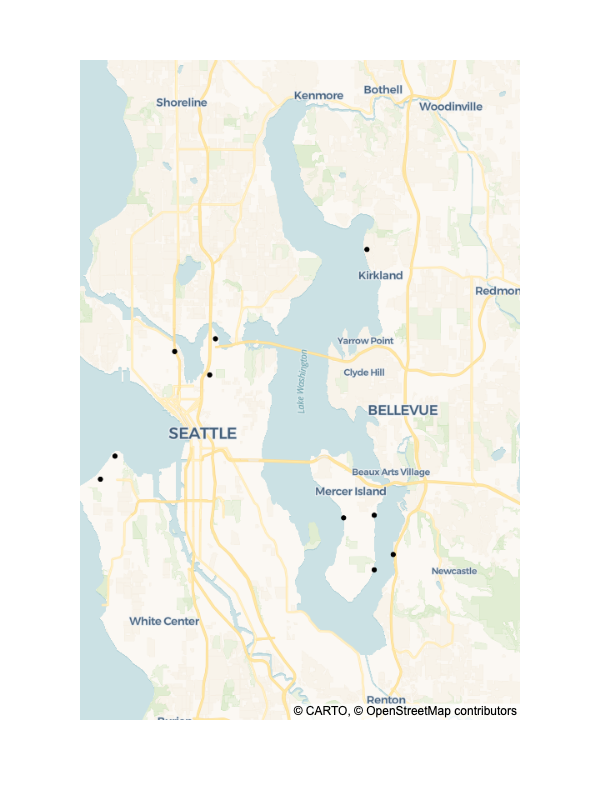 Bothell
Kenmore
Shoreline
Woodinville
Kirkland
Redmon
Yarrow Point
Lake Washington
Clyde Hill
BELLEVUE
SEATTLE
Beaux Arts Village
Mercer Island
Newcastle
White Center
Renton
© CARTO, © OpenStreetMap contributors